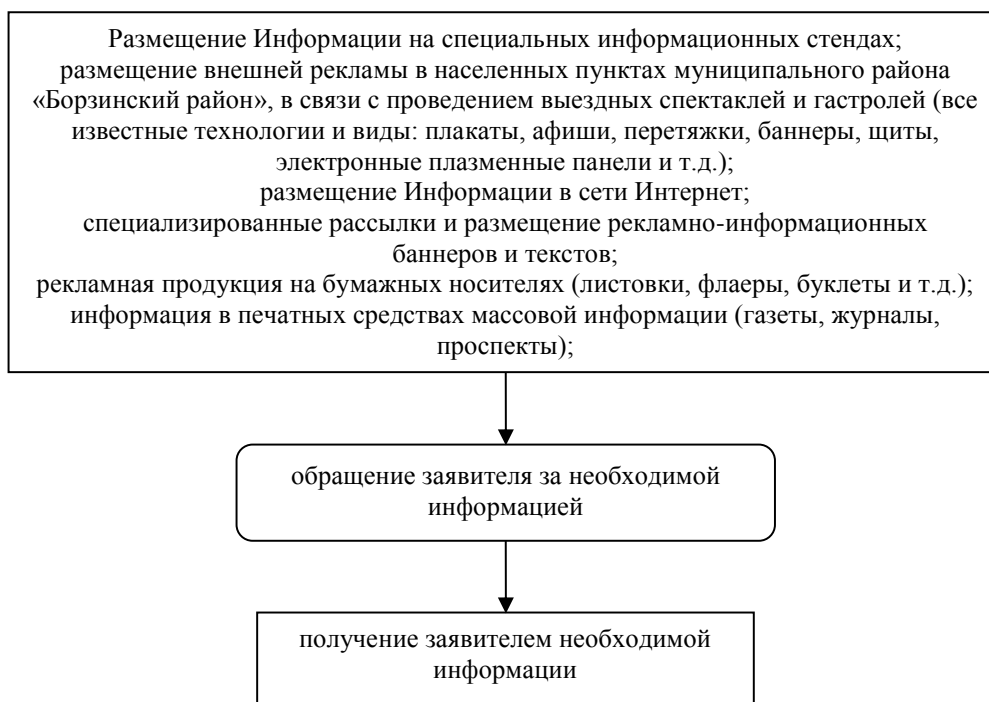 Размещение Информации на специальных информационных стендах;
размещение внешней рекламы в населенных пунктах муниципального района
«Борзинский район», в связи с проведением выездных спектаклей и гастролей (все
известные технологии и виды: плакаты, афиши, перетяжки, баннеры, щиты,
электронные плазменные панели и т.д.);
размещение Информации в сети Интернет;
специализированные рассылки и размещение рекламно-информационных
баннеров и текстов;
рекламная продукция на бумажных носителях (листовки, флаеры, буклеты и т.д.);
информация в печатных средствах массовой информации (газеты, журналы,
проспекты);
обращение заявителя за необходимой
информацией
получение заявителем необходимой
информации